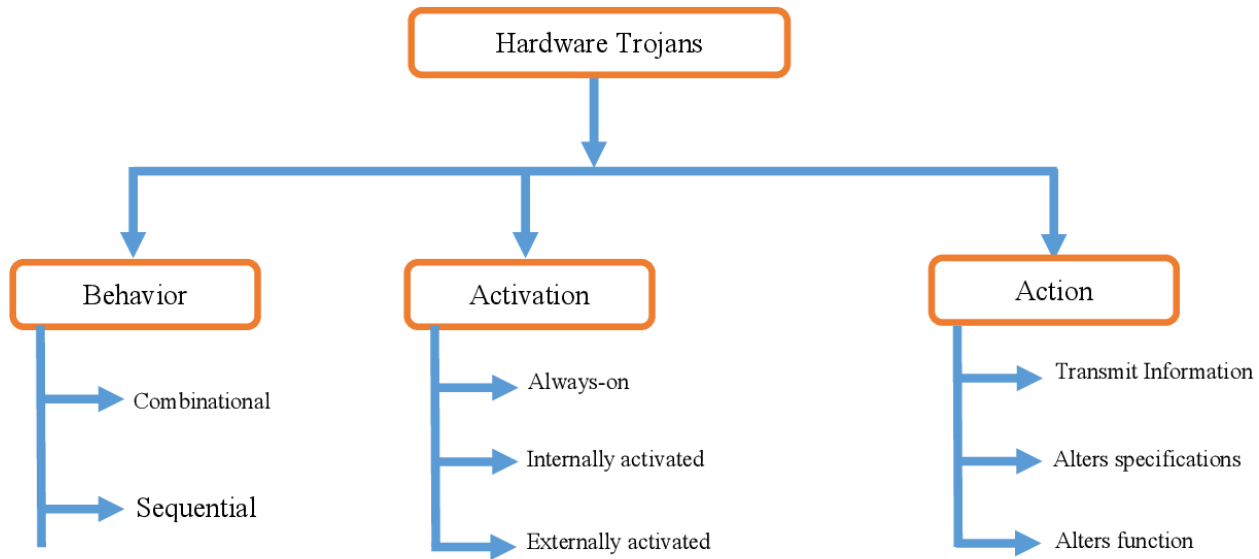 Hardware Trojans
Behavior
Combinational
Sequential
Activation
Always-on
Internally activated
Externally activated
Action
Transmit Information
Alters specifications
Alters function